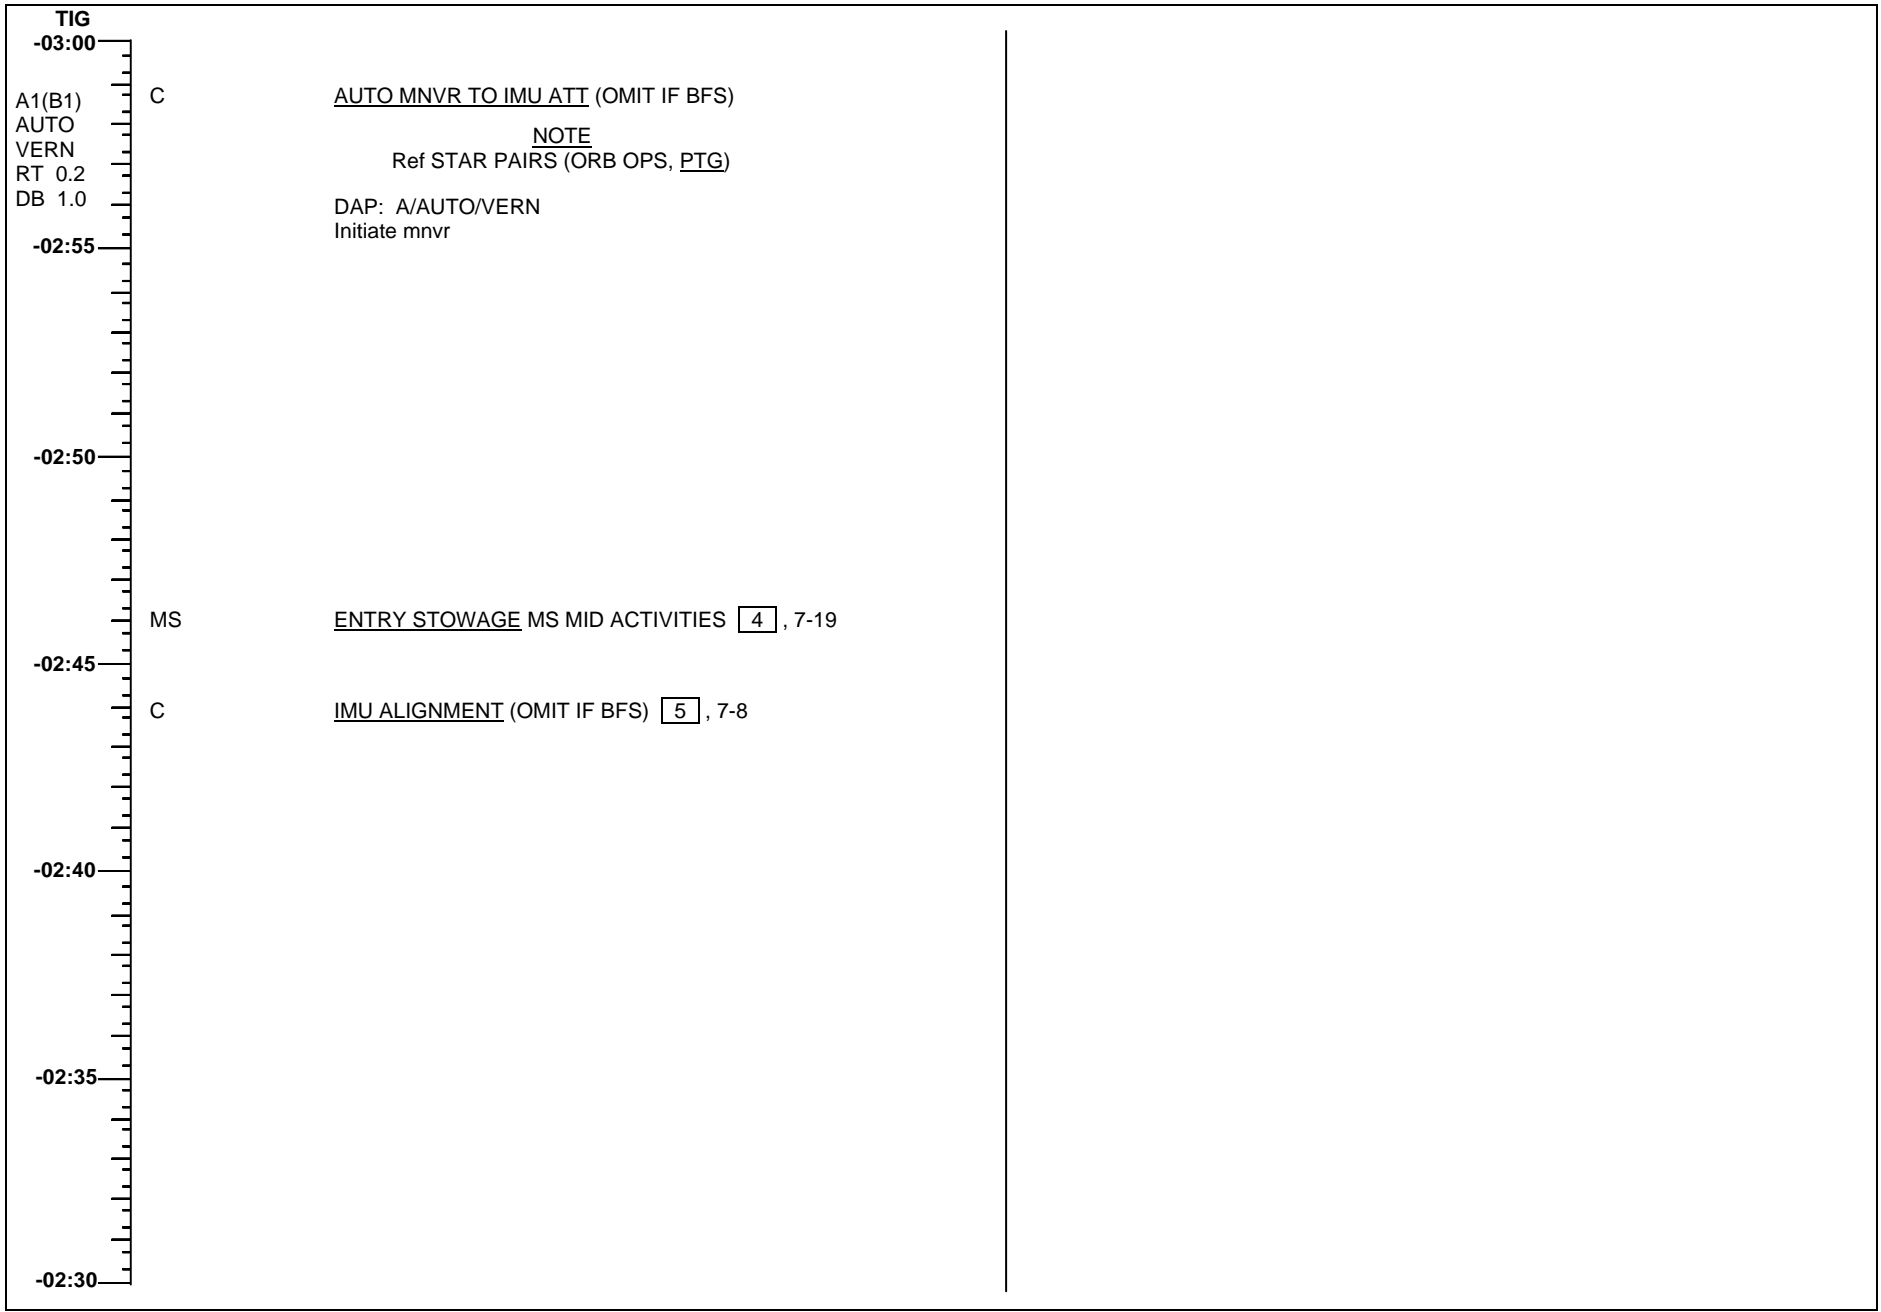 TIG
-03:00
A1(B1)
AUTO
VERN
RT 0.2
DB 1.0
C AUTO MNVR TO IMU ATT (OMIT IF BFS)
NOTE
Ref STAR PAIRS (ORB OPS, PTG)
DAP: A/AUTO/VERN
Initiate mnvr
-02:55
-02:50
MS ENTRY STOWAGE MS MID ACTIVITIES 4 , 7-19
-02:45
C IMU ALIGNMENT (OMIT IF BFS) 5 , 7-8
-02:40
-02:35
-02:30